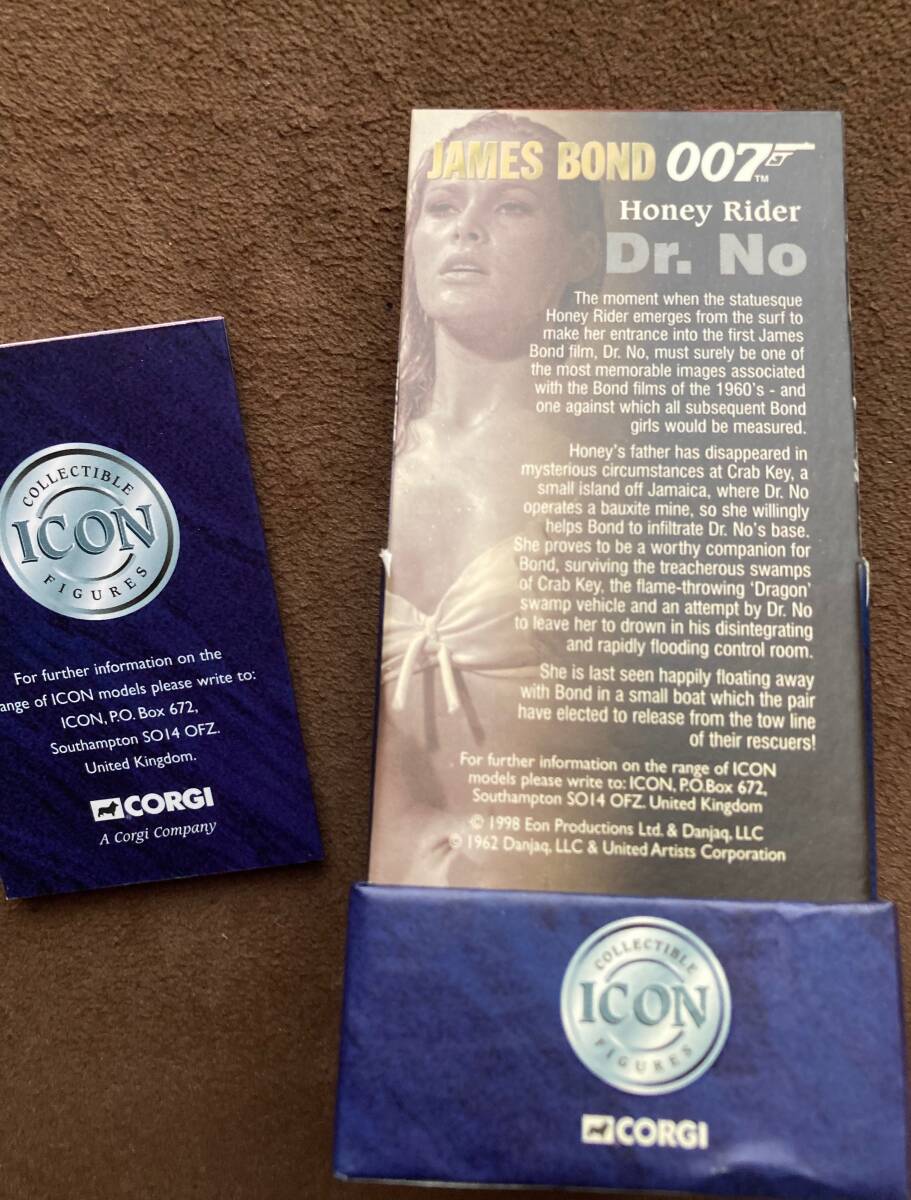 COLLECTIBLE
ICON
FIGURES
For further information on the
ange of ICON models please write to:
ICON, P.O. Box 672,
Southampton SO14 OFZ.
United Kingdom.
CORGI
A Corgi Company
JAMES BOND 007 TM
Honey Rider
Dr. No
The moment when the statuesque
Honey Rider emerges from the surf to
make her entrance into the first James
Bond film, Dr. No, must surely be one of
the most memorable images associated
with the Bond films of the 1960's - and
one against which all subsequent Bond
girls would be measured.
Honey's father has disappeared in
mysterious circumstances at Crab Key, a
small island off Jamaica, where Dr. No
operates a bauxite mine, so she willingly
helps Bond to infiltrate Dr. No's base.
She proves to be a worthy companion for
Bond, surviving the treacherous swamps
of Crab Key, the flame-throwing 'Dragon'
swamp vehicle and an attempt by Dr. No
to leave her to drown in his disintegrating
and rapidly flooding control room.
She is last seen happily floating away
with Bond in a small boat which the pair
have elected to release from the tow line
of their rescuers!
For further information on the range of ICON
models please write to: ICON, P.O.Box 672,
Southampton SO14 OFZ. United Kingdom
© 1998 Eon Productions Ltd. & Danjaq, LLC
© 1962 Danjaq, LLC & United Artists Corporation
COLLECTIBLE
ICON
FIGURES
CORGI